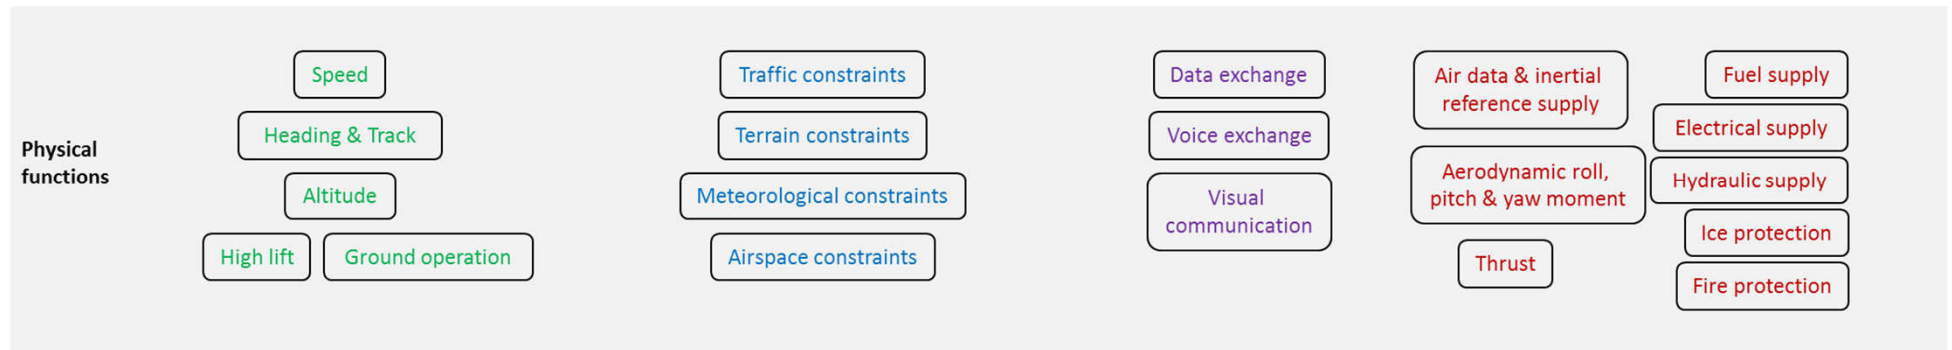 Physical
functions
Speed
Heading & Track
Altitude
High lift
Ground operation
Traffic constraints
Terrain constraints
Meteorological constraints
Airspace constraints
Data exchange
Voice exchange
Visual
communication
Air data & inertial
reference supply
Aerodynamic roll,
pitch & yaw moment
Thrust
Fuel supply
Electrical supply
Hydraulic supply
Ice protection
Fire protection